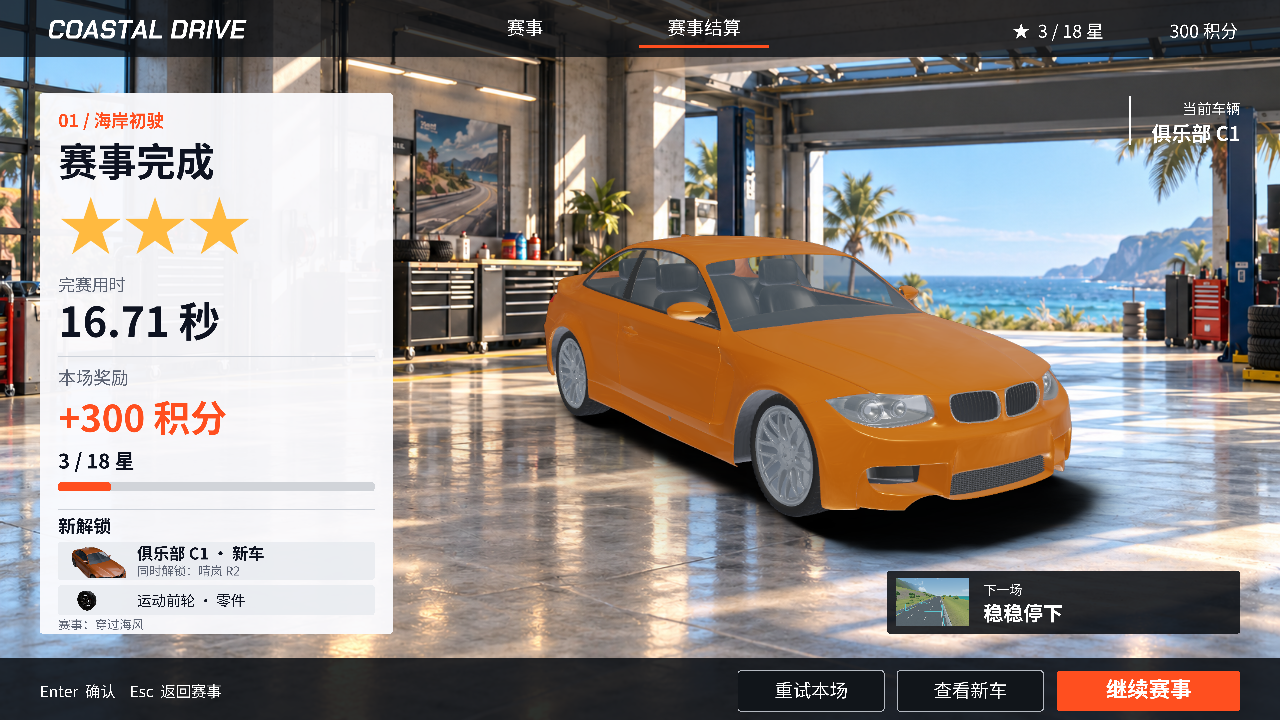 COASTAL DRIVE
赛事
赛事结算
★ 3 / 18 星
300 积分
01 / 海岸初驶
赛事完成
完赛用时
16.71 秒
本场奖励
+300 积分
3 / 18 星
新解锁
俱乐部 C1 · 新车
同时解锁：晴岚 R2
运动前轮 · 零件
赛事：穿过海风
当前车辆
俱乐部 C1
下一场
稳稳停下
Enter 确认 Esc 返回赛事
重试本场
查看新车
继续赛事